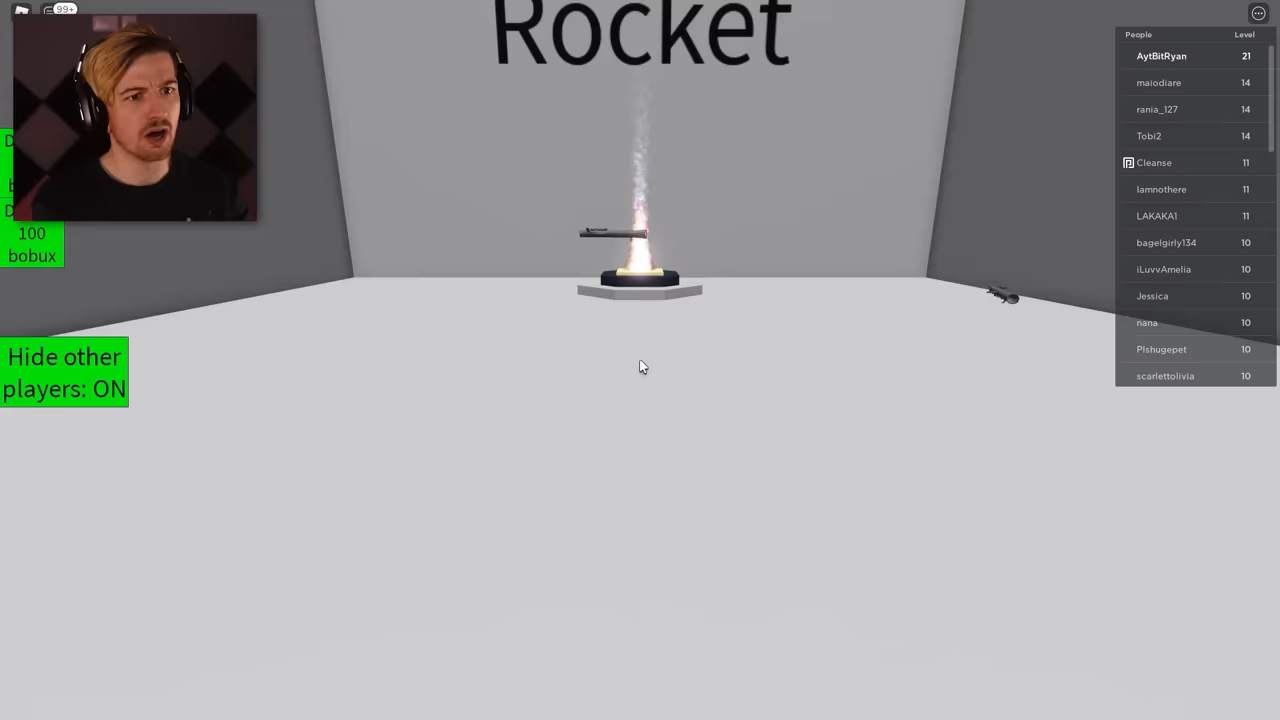 99+
Rocket
D
b
D
100
bobux
Hide other
players: ON
People Level
AytBitRyan 21
maiodiare 14
rania_127 14
Tobi2 14
Cleanse 11
Iamnothere 11
LAKAKA1 11
bagelgirly134 10
iLuvvAmelia 10
Jessica 10
nana 10
Plshugepet 10
scarlettolivia 10